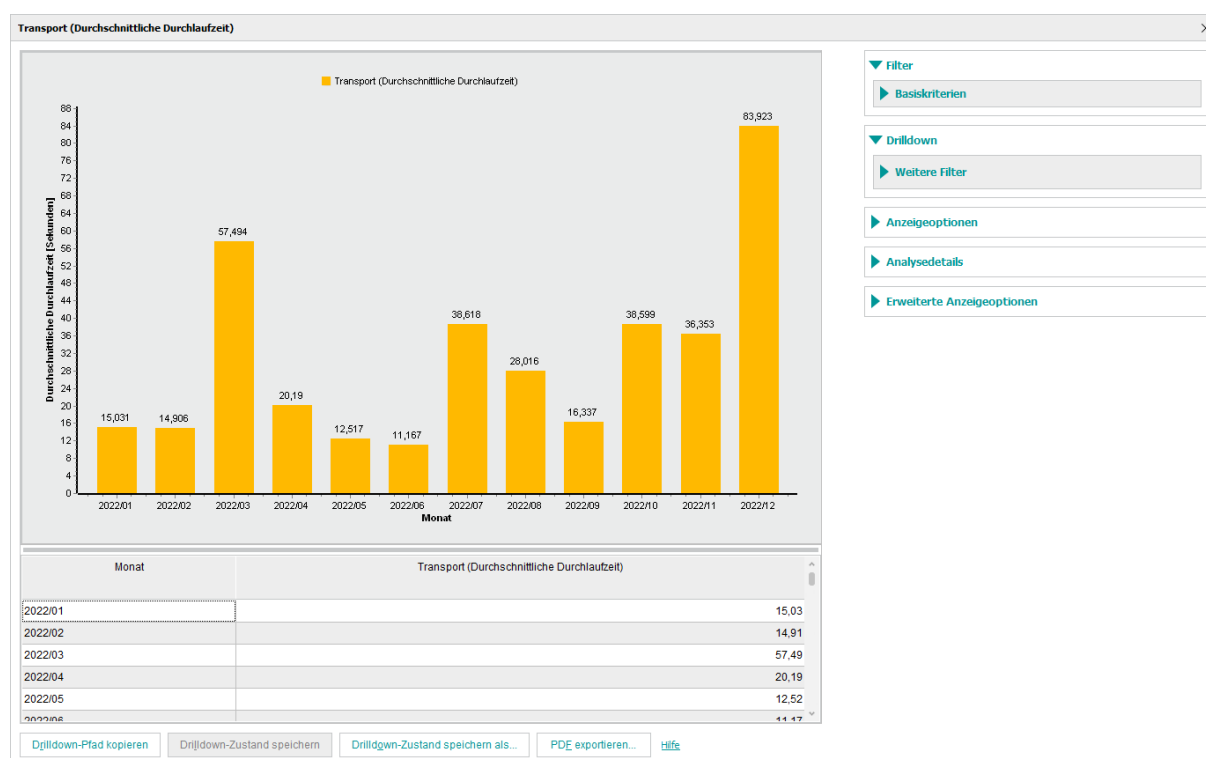 Transport (Durchschnittliche Durchlaufzeit)
Transport (Durchschnittliche Durchlaufzeit)
Durchschnittliche Durchlaufzeit [Sekunden]
88
84
80
76
72
68
64
60
56
52
48
44
40
36
32
28
24
20
16
12
8
4
0
15,031
14,906
57,494
20,19
12,517
11,167
38,618
28,016
16,337
38,599
36,353
83,923
2022/01 2022/02 2022/03 2022/04 2022/05 2022/06 2022/07 2022/08 2022/09 2022/10 2022/11 2022/12
Monat
Monat Transport (Durchschnittliche Durchlaufzeit)
2022/01 15,03
2022/02 14,91
2022/03 57,49
2022/04 20,19
2022/05 12,52
2022/06 11,17
Drilldown-Pfad kopieren Drilldown-Zustand speichern Drilldown-Zustand speichern als... PDF exportieren... Hilfe
Filter
Basiskriterien
Drilldown
Weitere Filter
Anzeigeoptionen
Analysedetails
Erweiterte Anzeigeoptionen